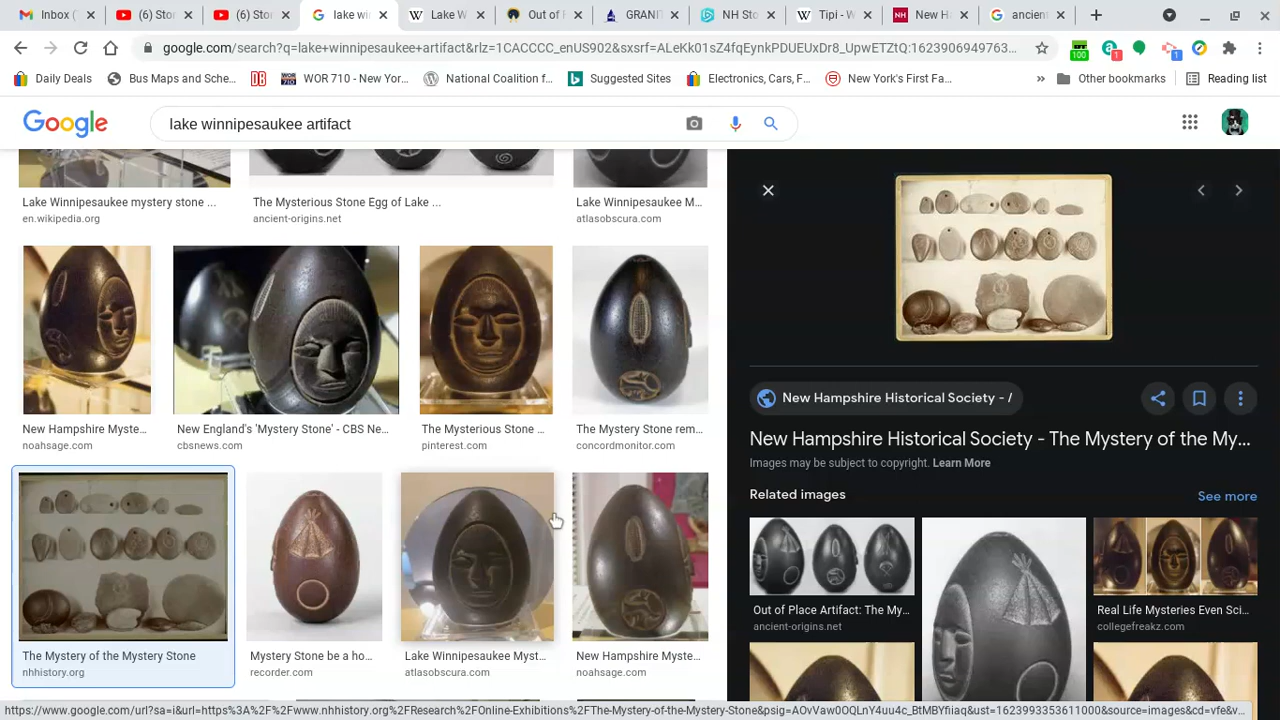 Inbox (
(6) Stor
(6) Stor
lake wi
Lake W
Out of
GRANIT
NH Sto
Tipi - W
New H
ancien
google.com/search?q=lake+winnipesaukee+artifact&rlz=1CACCCC_enUS902&sxsrf=ALeKk01sZ4fqEynkPDUEUxDr8_UpwETZtQ:1623906949763...
100
1
1
Daily Deals
Bus Maps and Sche...
WOR 710 - New Yor...
National Coalition f...
Suggested Sites
Electronics, Cars, F...
New York's First Fa...
»
Other bookmarks
Reading list
Google
lake winnipesaukee artifact
Lake Winnipesaukee mystery stone ...
en.wikipedia.org
The Mysterious Stone Egg of Lake ...
ancient-origins.net
Lake Winnipesaukee M...
atlasobscura.com
New Hampshire Myste...
noahsage.com
New England's 'Mystery Stone' - CBS Ne...
cbsnews.com
The Mysterious Stone ...
pinterest.com
The Mystery Stone rem...
concordmonitor.com
The Mystery of the Mystery Stone
nhhistory.org
Mystery Stone be a ho...
recorder.com
Lake Winnipesaukee Myst...
atlasobscura.com
New Hampshire Myste...
noahsage.com
New Hampshire Historical Society - /
New Hampshire Historical Society - The Mystery of the My...
Images may be subject to copyright. Learn More
Related images
See more
Out of Place Artifact: The My...
ancient-origins.net
Real Life Mysteries Even Sci...
collegefreakz.com
https://www.google.com/url?sa=i&url=https%3A%2F%2Fwww.nhhistory.org%2FResearch%2FOnline-Exhibitions%2FThe-Mystery-of-the-Mystery-Stone&psig=AOvVaw0OQLnY4uu4c_BtMBYfiiaq&ust=1623993353611000&source=images&cd=vfe&v...